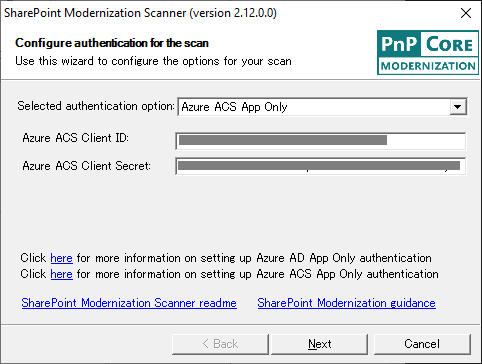 SharePoint Modernization Scanner (version 2.12.0.0)
Configure authentication for the scan
Use this wizard to configure the options for your scan
PnP CORE
MODERNIZATION
Selected authentication option: Azure ACS App Only
Azure ACS Client ID:
Azure ACS Client Secret:
Click here for more information on setting up Azure AD App Only authentication
Click here for more information on setting up Azure ACS App Only authentication
SharePoint Modernization Scanner readme SharePoint Modernization guidance
< Back Next Cancel